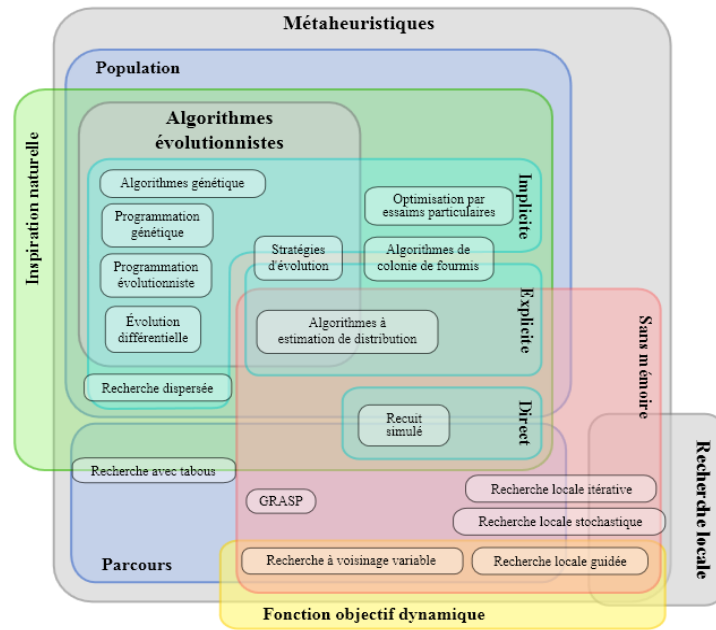 Métaheuristiques
Population
Algorithmes
évolutionnistes
Inspiration naturelle
Implicite
Algorithmes génétique
Optimisation par
essaims particulaires
Programmation
génétique
Stratégies
d'évolution
Algorithmes de
colonie de fourmis
Programmation
évolutionniste
Explicite
Sans mémoire
Évolution
différentielle
Algorithmes à
estimation de distribution
Recherche dispersée
Direct
Recuit
simulé
Recherche locale
Recherche avec tabous
GRASP
Recherche locale itérative
Recherche locale stochastique
Parcours
Recherche à voisinage variable
Recherche locale guidée
Fonction objectif dynamique